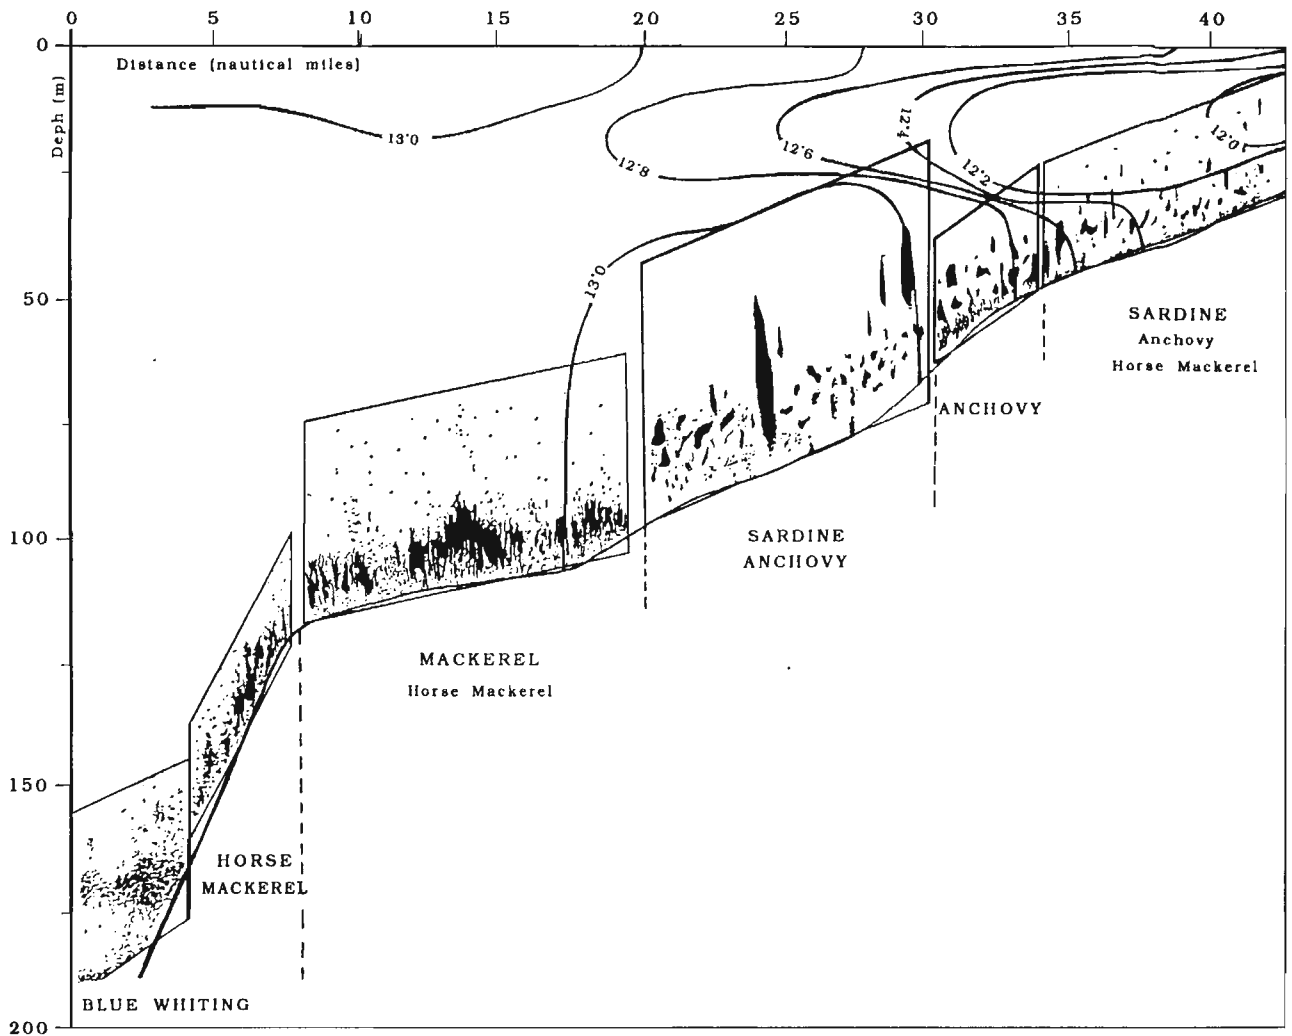 0 5 10 15 20 25 30 35 40
0
Distance (nautical miles)
Deph (m)
13'0
12'8
12'6
12'4
12'2
12'0
13'0
50
SARDINE
Anchovy
Horse Mackerel
ANCHOVY
100
SARDINE
ANCHOVY
MACKEREL
Horse Mackerel
150
HORSE
MACKEREL
BLUE WHITING
200